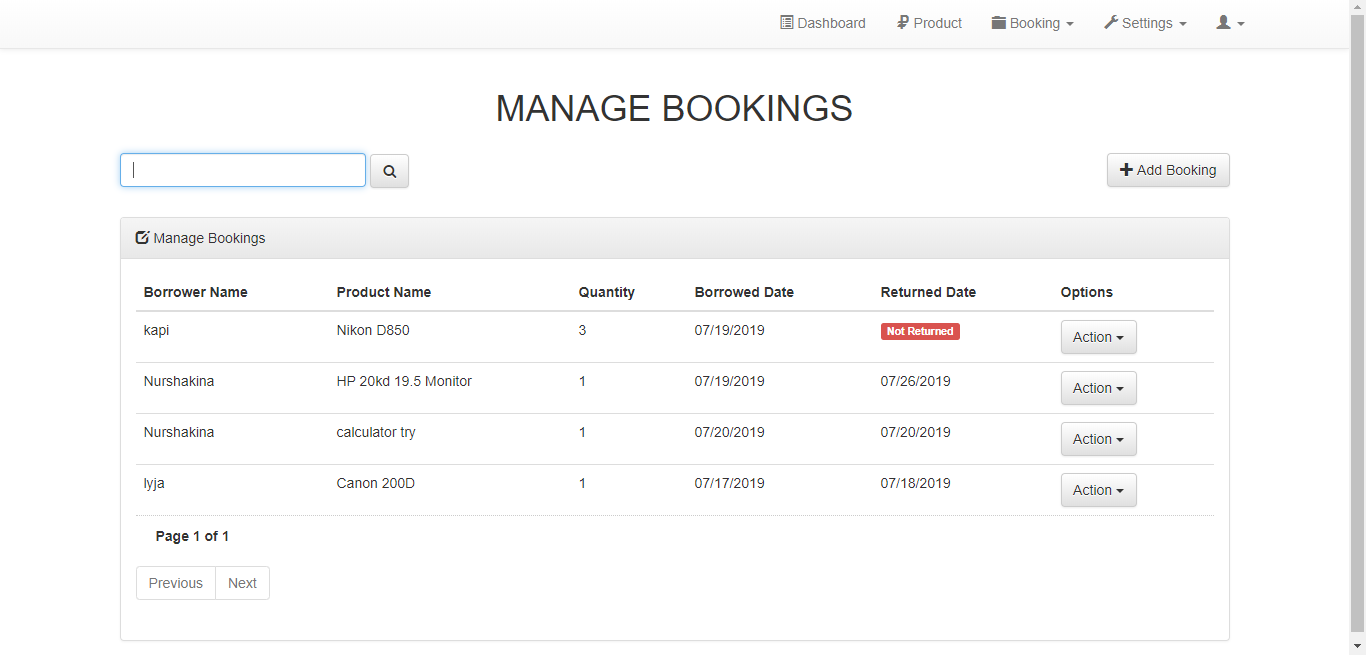 Dashboard Product Booking Settings
MANAGE BOOKINGS
Add Booking
Manage Bookings
Borrower Name Product Name Quantity Borrowed Date Returned Date Options
kapi Nikon D850 3 07/19/2019 Not Returned Action
Nurshakina HP 20kd 19.5 Monitor 1 07/19/2019 07/26/2019 Action
Nurshakina calculator try 1 07/20/2019 07/20/2019 Action
lyja Canon 200D 1 07/17/2019 07/18/2019 Action
Page 1 of 1
Previous Next